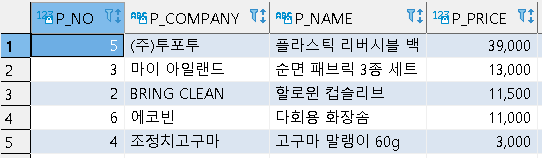 123 P_NO ABC P_COMPANY ABC P_NAME 123 P_PRICE
1 5 (주)투포투 플라스틱 리버시블 백 39,000
2 3 마이 아일랜드 순면 패브릭 3종 세트 13,000
3 2 BRING CLEAN 할로윈 컵슬리브 11,500
4 6 에코빈 다회용 화장솜 11,000
5 4 조정치고구마 고구마 말랭이 60g 3,000